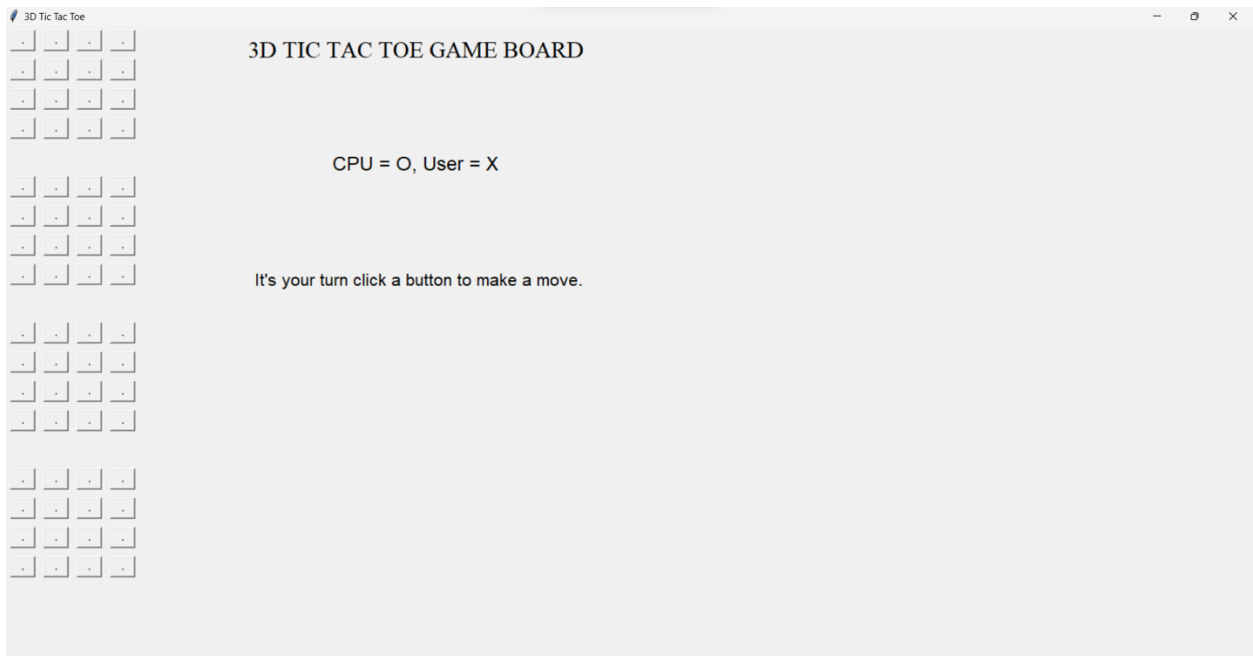 3D Tic Tac Toe
3D TIC TAC TOE GAME BOARD
. . . .
. . . .
. . . .
. . . .
CPU = O, User = X
. . . .
. . . .
. . . .
. . . .
It's your turn click a button to make a move.
. . . .
. . . .
. . . .
. . . .
. . . .
. . . .
. . . .
. . . .